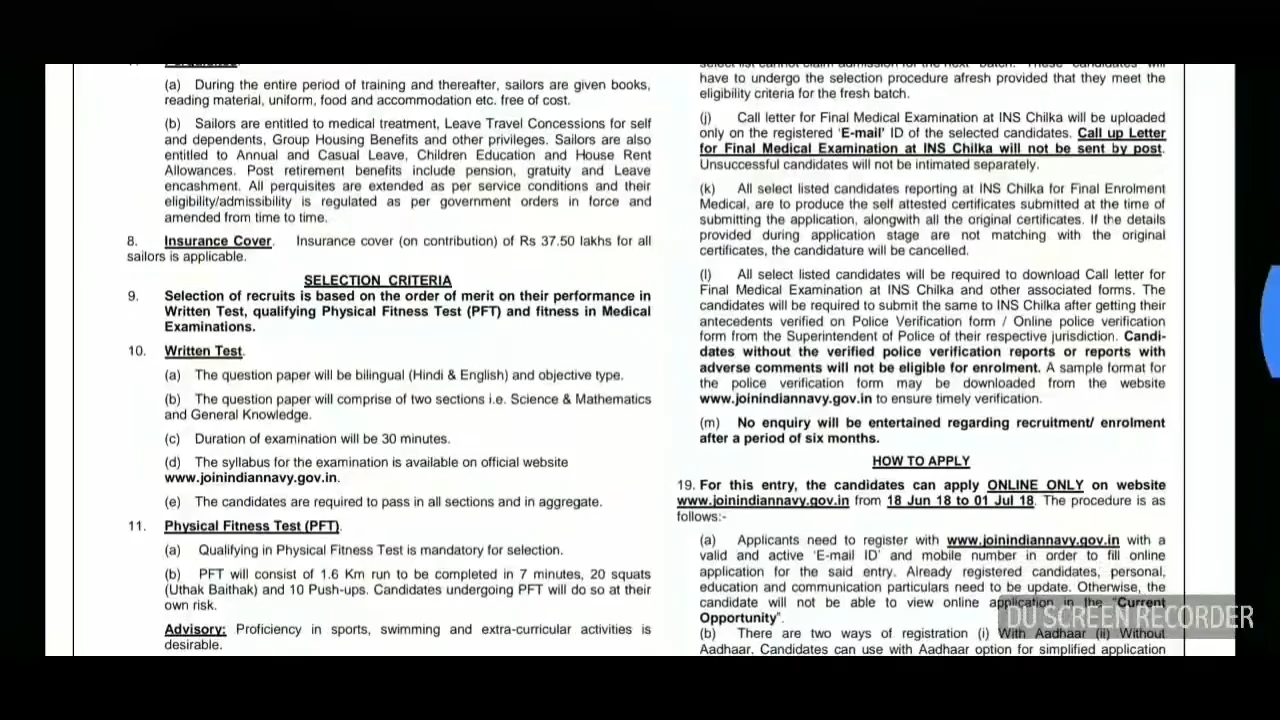 (a) During the entire period of training and thereafter, sailors are given books,
reading material, uniform, food and accommodation etc. free of cost.
(b) Sailors are entitled to medical treatment, Leave Travel Concessions for self
and dependents, Group Housing Benefits and other privileges. Sailors are also
entitled to Annual and Casual Leave, Children Education and House Rent
Allowances. Post retirement benefits include pension, gratuity and Leave
encashment. All perquisites are extended as per service conditions and their
eligibility/admissibility is regulated as per government orders in force and
amended from time to time.
8. Insurance Cover. Insurance cover (on contribution) of Rs 37.50 lakhs for all
sailors is applicable.
SELECTION CRITERIA
9. Selection of recruits is based on the order of merit on their performance in
Written Test, qualifying Physical Fitness Test (PFT) and fitness in Medical
Examinations.
10. Written Test.
(a) The question paper will be bilingual (Hindi & English) and objective type.
(b) The question paper will comprise of two sections i.e. Science & Mathematics
and General Knowledge.
(c) Duration of examination will be 30 minutes.
(d) The syllabus for the examination is available on official website
www.joinindiannavy.gov.in.
(e) The candidates are required to pass in all sections and in aggregate.
11. Physical Fitness Test (PFT).
(a) Qualifying in Physical Fitness Test is mandatory for selection.
(b) PFT will consist of 1.6 Km run to be completed in 7 minutes, 20 squats
(Uthak Baithak) and 10 Push-ups. Candidates undergoing PFT will do so at their
own risk.
Advisory: Proficiency in sports, swimming and extra-curricular activities is
desirable.
select list cannot claim admission for the next batch. These candidates will
have to undergo the selection procedure afresh provided that they meet the
eligibility criteria for the fresh batch.
(j) Call letter for Final Medical Examination at INS Chilka will be uploaded
only on the registered 'E-mail' ID of the selected candidates. Call up Letter
for Final Medical Examination at INS Chilka will not be sent by post.
Unsuccessful candidates will not be intimated separately.
(k) All select listed candidates reporting at INS Chilka for Final Enrolment
Medical, are to produce the self attested certificates submitted at the time of
submitting the application, alongwith all the original certificates. If the details
provided during application stage are not matching with the original
certificates, the candidature will be cancelled.
(l) All select listed candidates will be required to download Call letter for
Final Medical Examination at INS Chilka and other associated forms. The
candidates will be required to submit the same to INS Chilka after getting their
antecedents verified on Police Verification form / Online police verification
form from the Superintendent of Police of their respective jurisdiction. Candi-
dates without the verified police verification reports or reports with
adverse comments will not be eligible for enrolment. A sample format for
the police verification form may be downloaded from the website
www.joinindiannavy.gov.in to ensure timely verification.
(m) No enquiry will be entertained regarding recruitment/ enrolment
after a period of six months.
HOW TO APPLY
19. For this entry, the candidates can apply ONLINE ONLY on website
www.joinindiannavy.gov.in from 18 Jun 18 to 01 Jul 18. The procedure is as
follows:-
(a) Applicants need to register with www.joinindiannavy.gov.in with a
valid and active 'E-mail ID' and mobile number in order to fill online
application for the said entry. Already registered candidates, personal,
education and communication particulars need to be update. Otherwise, the
candidate will not be able to view online application in the "Current
Opportunity".
(b) There are two ways of registration (i) With Aadhaar (ii) Without
Aadhaar. Candidates can use with Aadhaar option for simplified application
DU SCREEN RECORDER